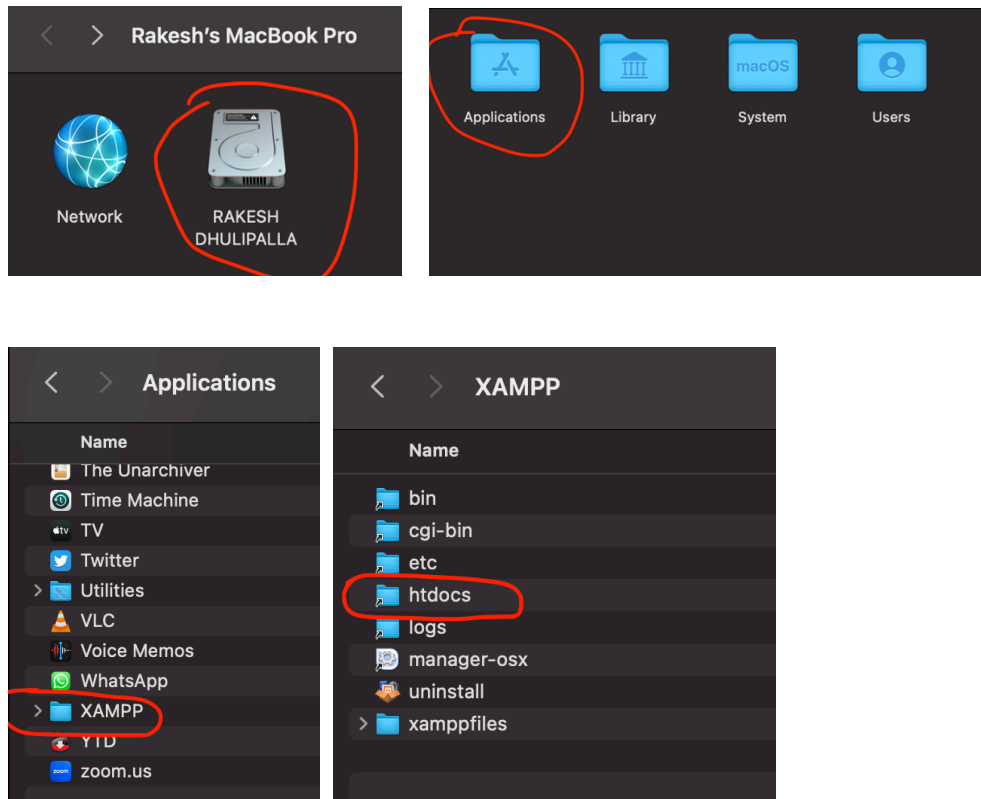 Rakesh's MacBook Pro
Network
RAKESH
DHULIPALLA
macOS
Applications
Library
System
Users
Applications
Name
The Unarchiver
Time Machine
tv
TV
Twitter
Utilities
VLC
Voice Memos
WhatsApp
XAMPP
YTD
zoom
zoom.us
XAMPP
Name
bin
cgi-bin
etc
htdocs
logs
manager-osx
uninstall
xamppfiles